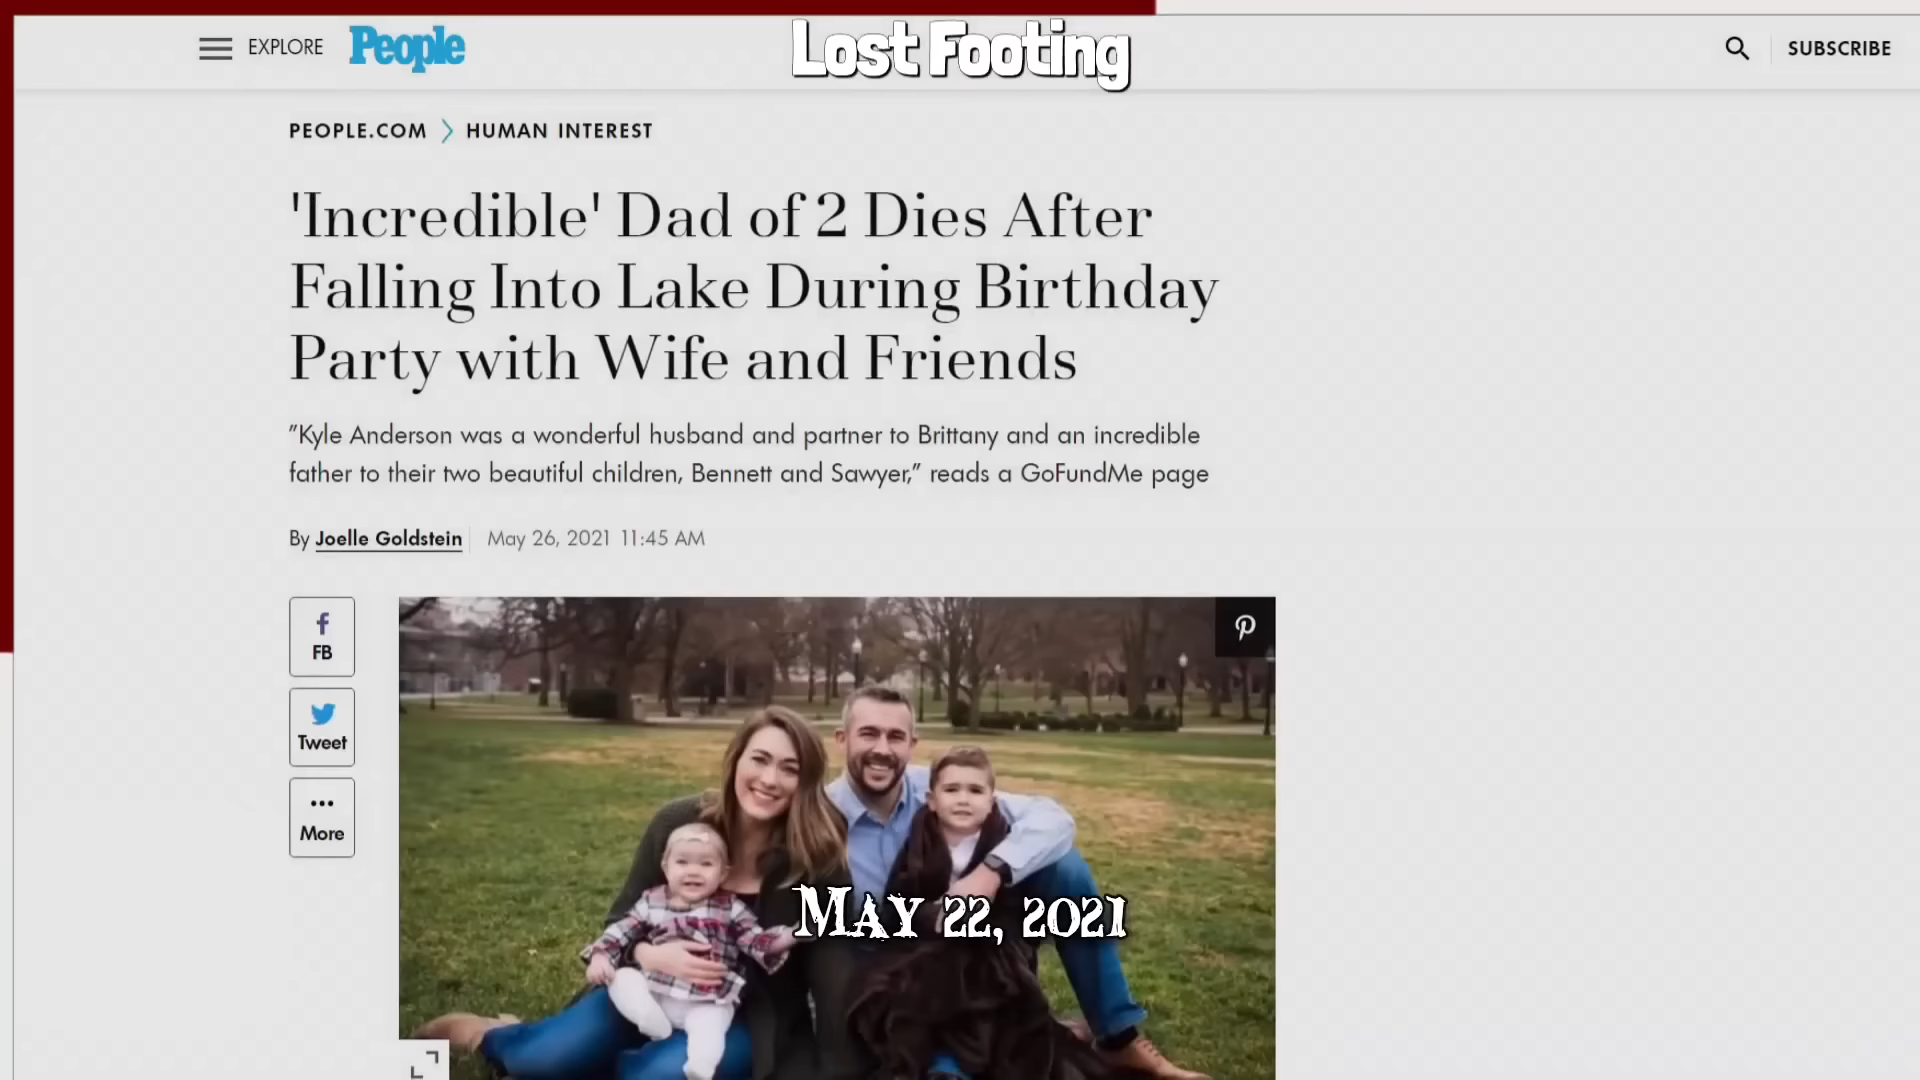 EXPLORE People Lost Footing SUBSCRIBE
PEOPLE.COM HUMAN INTEREST
'Incredible' Dad of 2 Dies After
Falling Into Lake During Birthday
Party with Wife and Friends
"Kyle Anderson was a wonderful husband and partner to Brittany and an incredible
father to their two beautiful children, Bennett and Sawyer," reads a GoFundMe page
By Joelle Goldstein May 26, 2021 11:45 AM
FB
Tweet
More
May 22, 2021